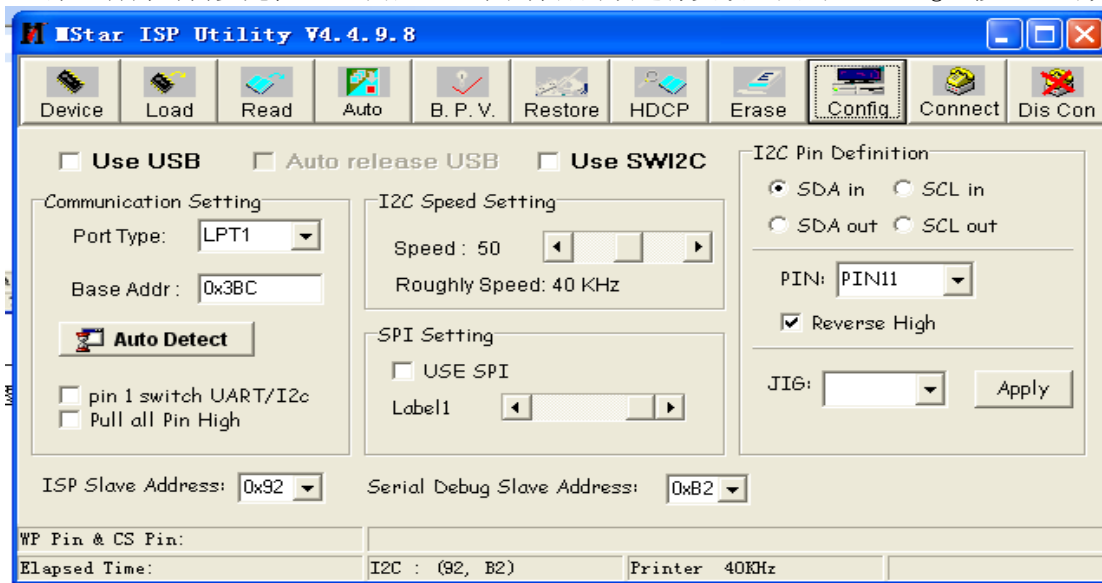 MStar ISP Utility V4.4.9.8
Device Load Read Auto B.P.V. Restore HDCP Erase Config Connect Dis Con
Use USB Auto release USB Use SWI2C
Communication Setting
Port Type: LPT1
Base Addr : 0x3BC
Auto Detect
pin 1 switch UART/I2c
Pull all Pin High
I2C Speed Setting
Speed : 50
Roughly Speed: 40 KHz
SPI Setting
USE SPI
Label1
I2C Pin Definition
SDA in SCL in
SDA out SCL out
PIN: PIN11
Reverse High
JIG: Apply
ISP Slave Address: 0x92 Serial Debug Slave Address: 0xB2
WP Pin & CS Pin:
Elapsed Time: I2C : (92, B2) Printer 40KHz